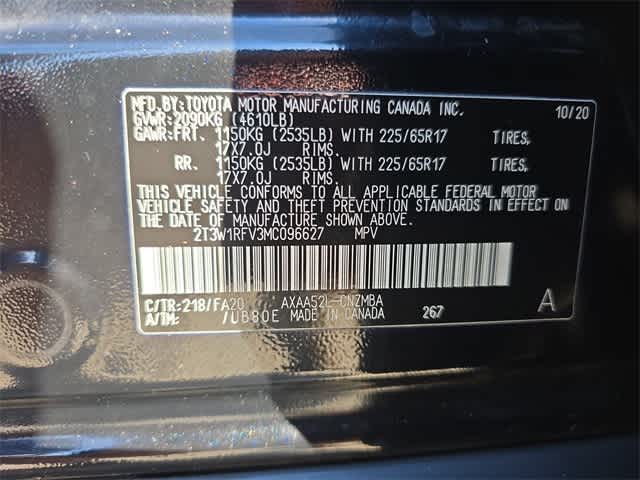 MFD.BY:TOYOTA MOTOR MANUFACTURING CANADA INC. 10/20
GVWR:2090KG (4610LB)
GAWR:FRT. 1150KG (2535LB) WITH 225/65R17 TIRES,
17X7.0J RIMS.
RR. 1150KG (2535LB) WITH 225/65R17 TIRES,
17X7.0J RIMS.
THIS VEHICLE CONFORMS TO ALL APPLICABLE FEDERAL MOTOR
VEHICLE SAFETY AND THEFT PREVENTION STANDARDS IN EFFECT ON
THE DATE OF MANUFACTURE SHOWN ABOVE.
2T3W1RFV3MC096627 MPV
C/TR:218/FA20 AXAA52L-CNZMBA A
A/TM: /UB80E MADE IN CANADA 267